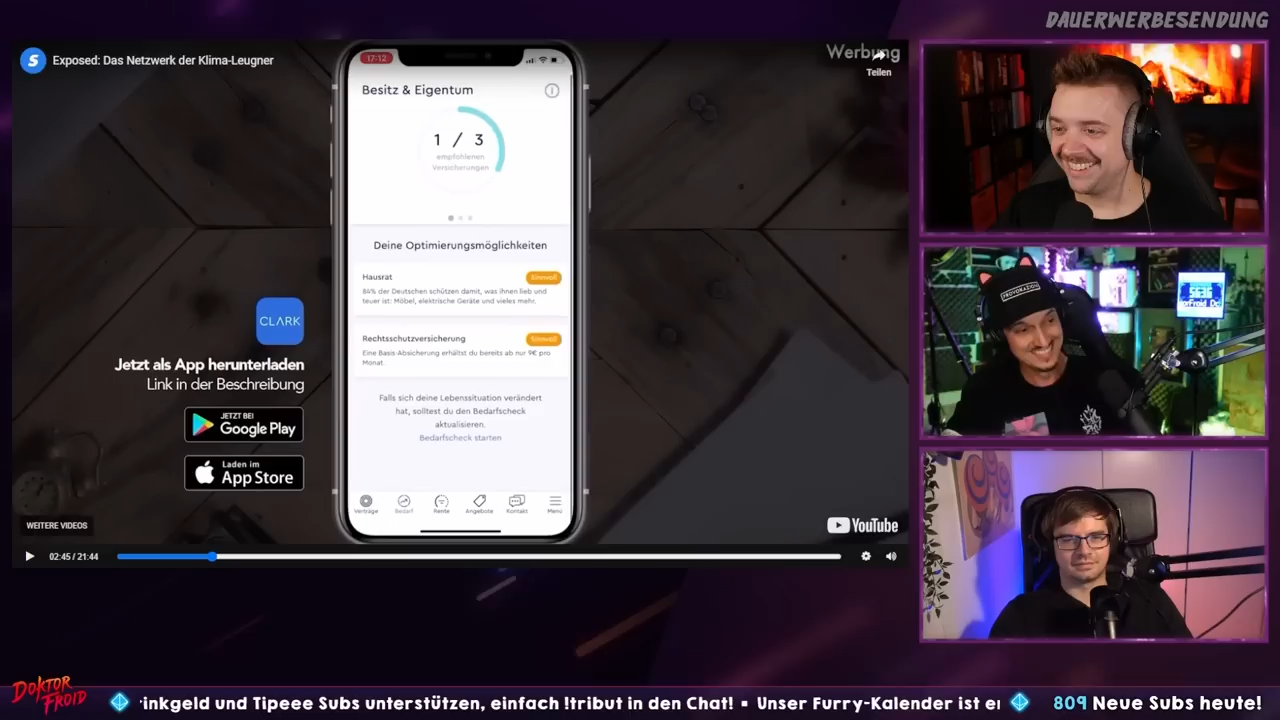 DAUERWERBESENDUNG
Exposed: Das Netzwerk der Klima-Leugner
Werbung
Teilen
17:12
Besitz & Eigentum
1 / 3
empfohlenen
Versicherungen
Deine Optimierungsmöglichkeiten
Hausrat
Sinnvoll
84% der Deutschen schützen damit, was ihnen lieb und
teuer ist: Möbel, elektrische Geräte und vieles mehr.
Rechtsschutzversicherung
Sinnvoll
Eine Basis Absicherung erhältst du bereits ab nur 9€ pro
Monat.
Falls sich deine Lebenssituation verändert
hat, solltest du den Bedarfscheck
aktualisieren.
Bedarfscheck starten
Verträge Bedarf Rente Angebote Kontakt Menü
CLARK
Jetzt als App herunterladen
Link in der Beschreibung
JETZT BEI
Google Play
Laden im
App Store
WEITERE VIDEOS
YouTube
02:45 / 21:44
PROVOKAZION
DOKTOR
FROID
inkgeld und Tipeee Subs unterstützen, einfach !tribut in den Chat! ▪ Unser Furry-Kalender ist er
809 Neue Subs heute!